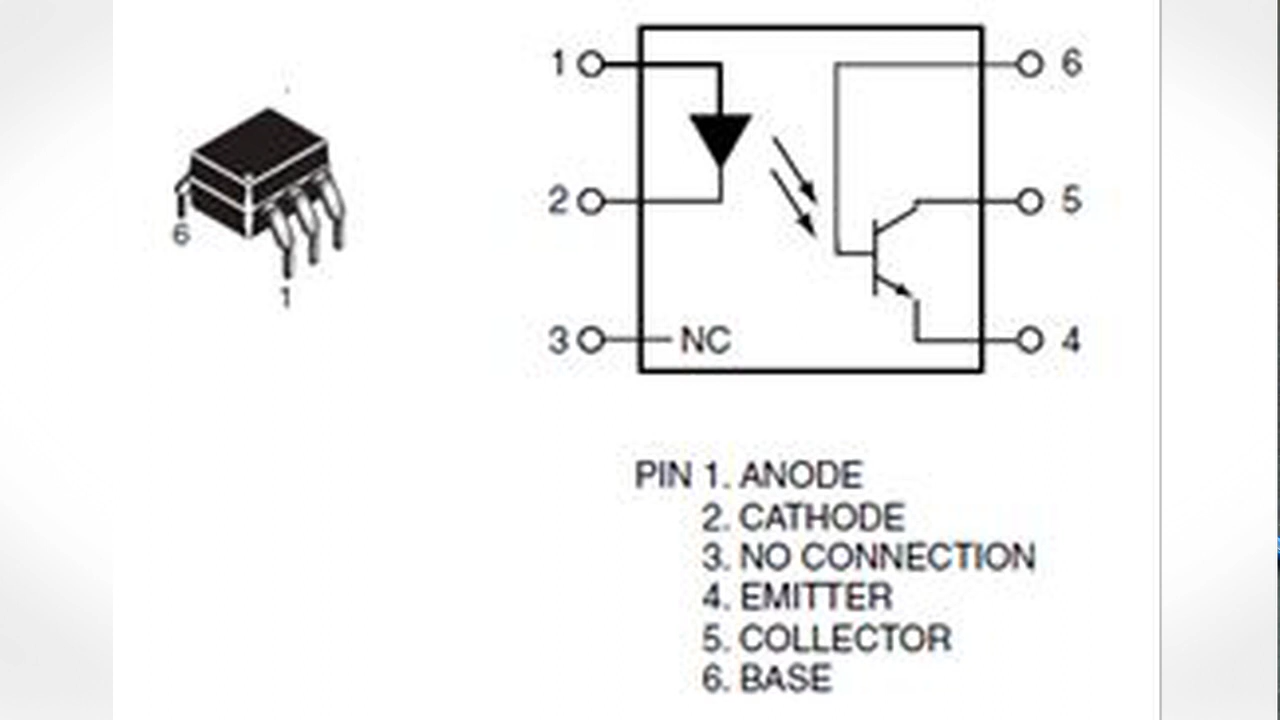 6
1
1
6
2
5
3
NC
4
PIN 1. ANODE
2. CATHODE
3. NO CONNECTION
4. EMITTER
5. COLLECTOR
6. BASE